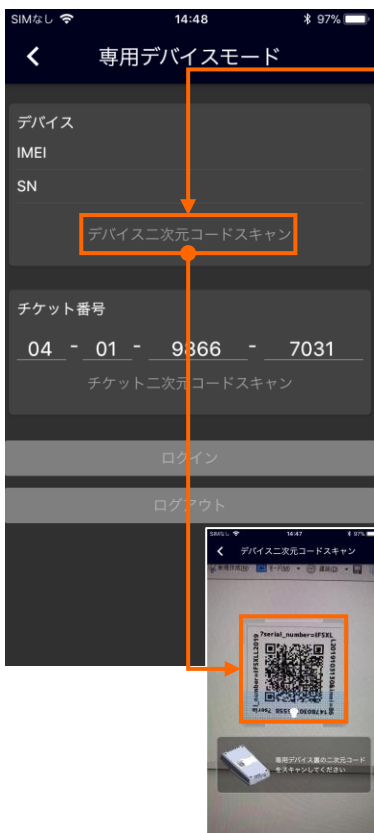 SIMなし 14:48 97%
専用デバイスモード
デバイス
IMEI
SN
デバイス二次元コードスキャン
チケット番号
04 - 01 - 9866 - 7031
チケット二次元コードスキャン
ログイン
ログアウト
SIMなし 14:47 97%
デバイス二次元コードスキャン
?serial_number=IFSXL
専用デバイス裏の二次元コード
をスキャンしてください